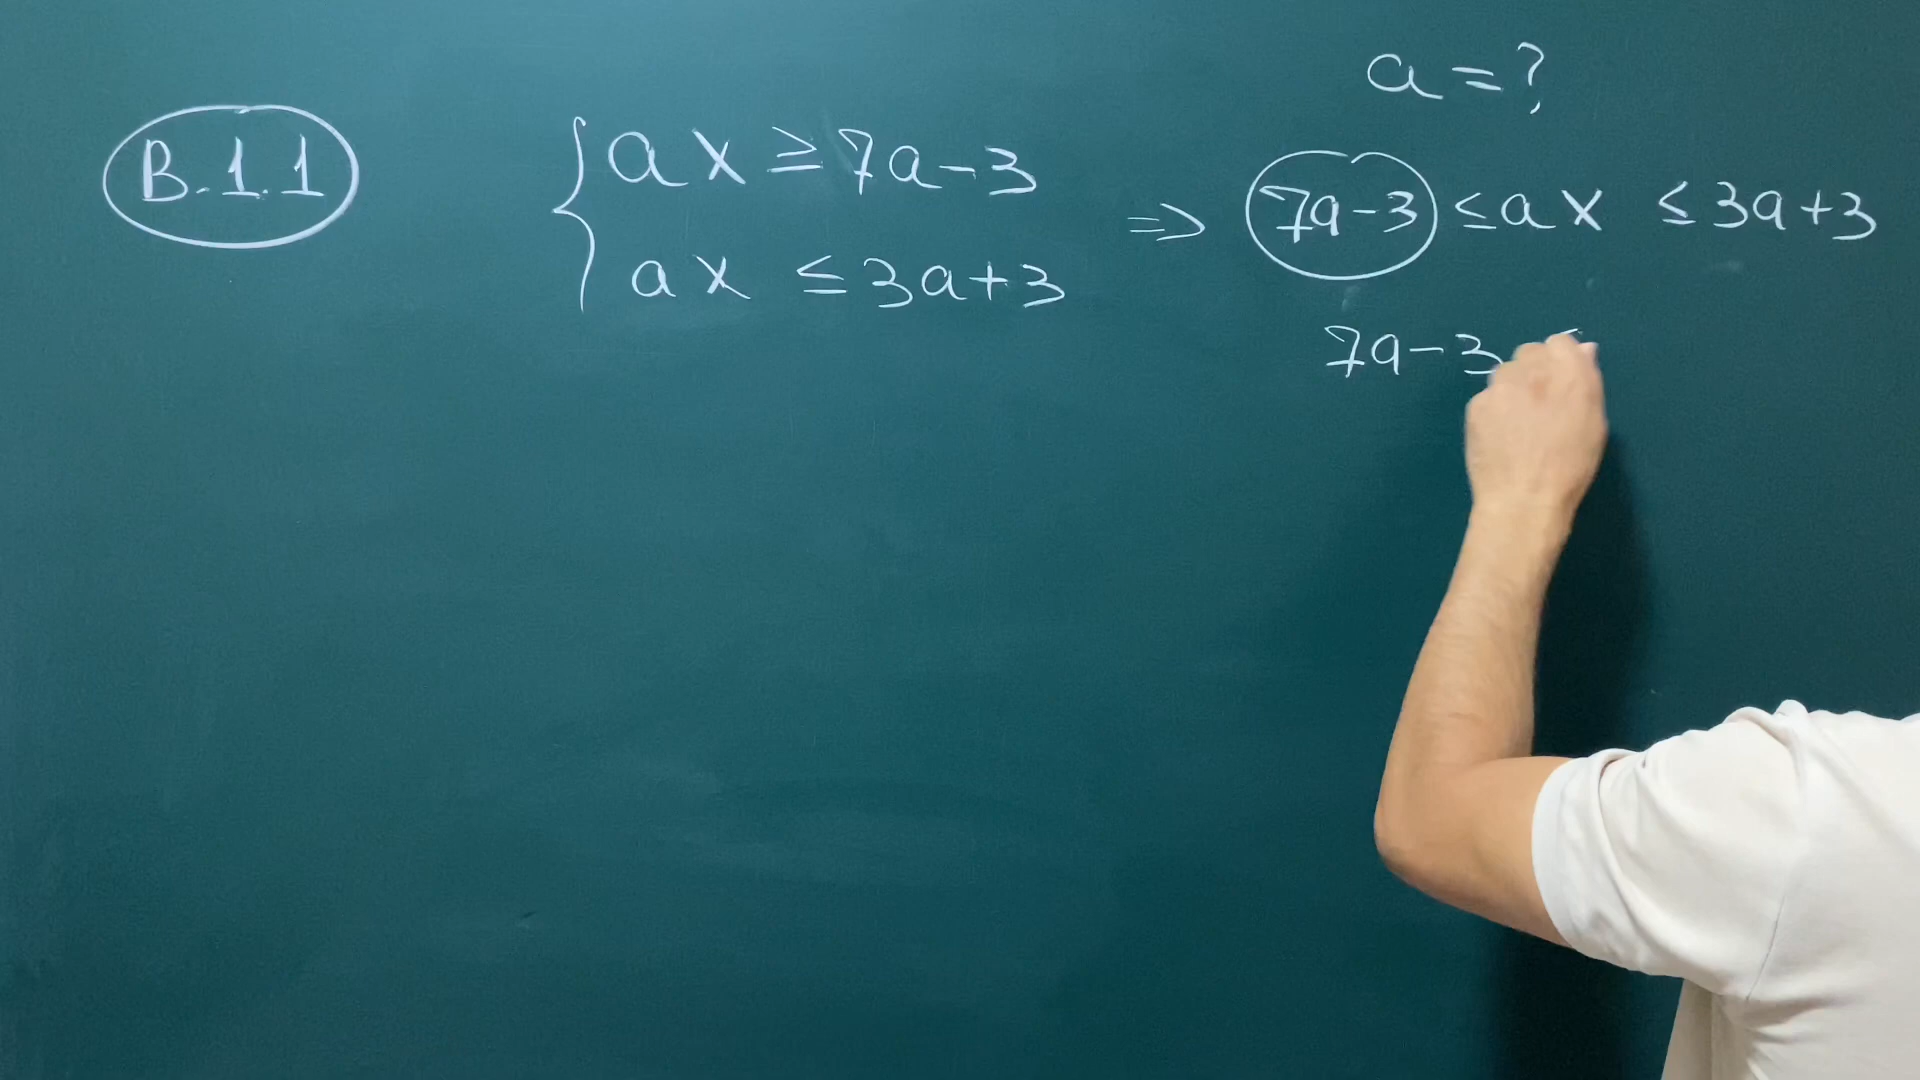 a=?
B.1.1
ax≥7a-3
ax ≤3a+3
=> 7a-3 ≤ax ≤3a+3
7a-3